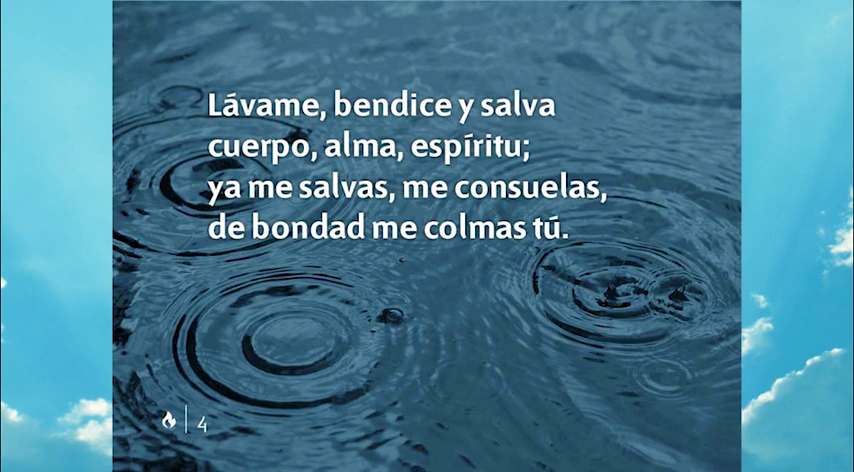 Lávame, bendice y salva
cuerpo, alma, espíritu;
ya me salvas, me consuelas,
de bondad me colmas tú.
4